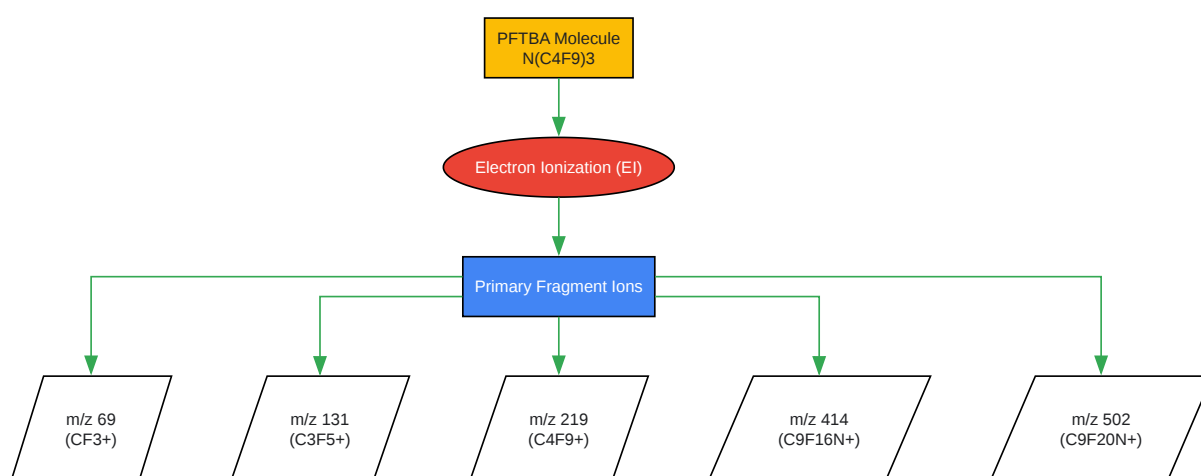 PFTBA Molecule
N(C4F9)3
Electron Ionization (EI)
Primary Fragment Ions
m/z 69
(CF3+)
m/z 131
(C3F5+)
m/z 219
(C4F9+)
m/z 414
(C9F16N+)
m/z 502
(C9F20N+)